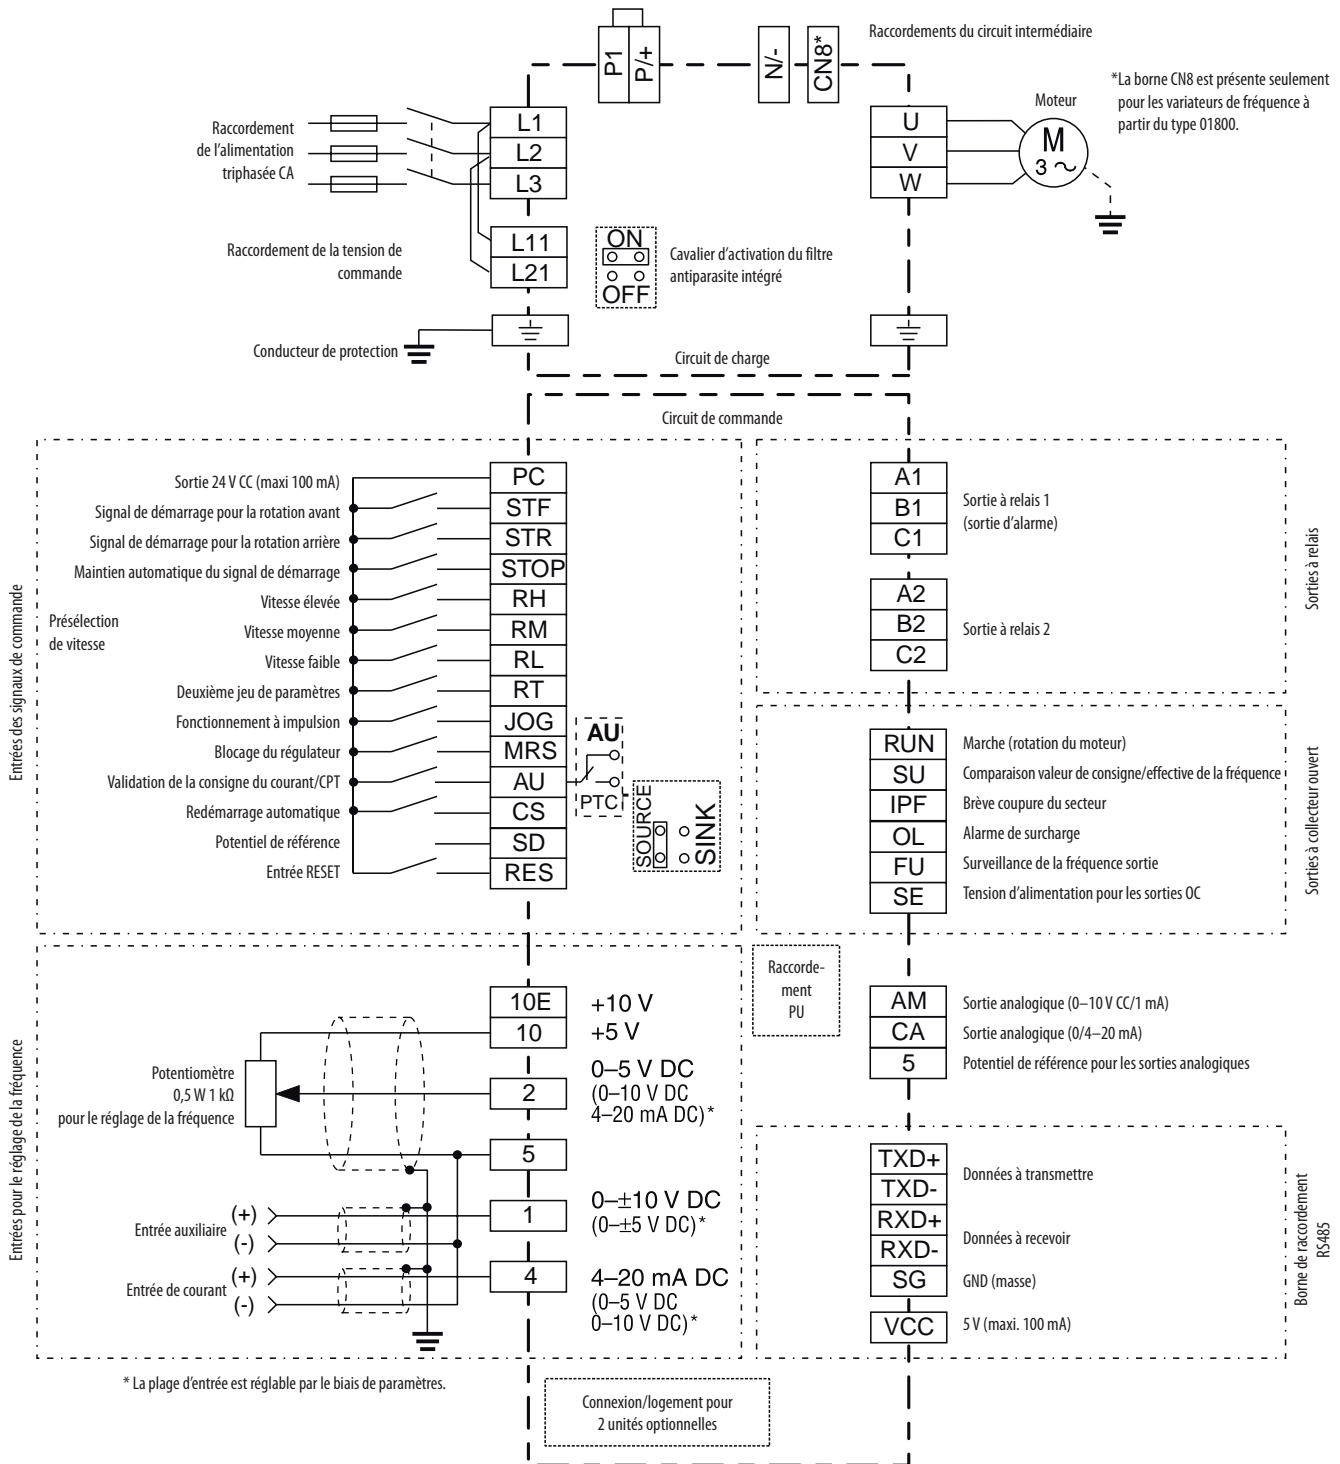 P1
P/+
N/-
CN8*
Raccordements du circuit intermédiaire
*La borne CN8 est présente seulement
pour les variateurs de fréquence à
partir du type 01800.
Raccordement
de l'alimentation
triphasée CA
L1
L2
L3
U
V
W
Moteur
M
3 ~
Raccordement de la tension de
commande
L11
L21
ON
OFF
Cavalier d'activation du filtre
antiparasite intégré
Conducteur de protection
Circuit de charge
Circuit de commande
Entrées des signaux de commande
Présélection
de vitesse
Sortie 24 V CC (maxi 100 mA)
PC
Signal de démarrage pour la rotation avant
STF
Signal de démarrage pour la rotation arrière
STR
Maintien automatique du signal de démarrage
STOP
Vitesse élevée
RH
Vitesse moyenne
RM
Vitesse faible
RL
Deuxième jeu de paramètres
RT
Fonctionnement à impulsion
JOG
Blocage du régulateur
MRS
Validation de la consigne du courant/CPT
AU
Redémarrage automatique
CS
Potentiel de référence
SD
Entrée RESET
RES
AU
PTC
SOURCE
SINK
A1
B1
C1
Sortie à relais 1
(sortie d'alarme)
A2
B2
C2
Sortie à relais 2
Sorties à relais
RUN
Marche (rotation du moteur)
SU
Comparaison valeur de consigne/effective de la fréquence
IPF
Brève coupure du secteur
OL
Alarme de surcharge
FU
Surveillance de la fréquence sortie
SE
Tension d'alimentation pour les sorties OC
Sorties à collecteur ouvert
Entrées pour le réglage de la fréquence
10E
+10 V
10
+5 V
Potentiomètre
0,5 W 1 kΩ
pour le réglage de la fréquence
2
0–5 V DC
(0–10 V DC
4–20 mA DC)*
5
Entrée auxiliaire
(+)
(-)
1
0–±10 V DC
(0–±5 V DC)*
Entrée de courant
(+)
(-)
4
4–20 mA DC
(0–5 V DC
0–10 V DC)*
Raccorde-
ment
PU
AM
Sortie analogique (0–10 V CC/1 mA)
CA
Sortie analogique (0/4–20 mA)
5
Potentiel de référence pour les sorties analogiques
TXD+
TXD-
Données à transmettre
RXD+
RXD-
Données à recevoir
SG
GND (masse)
VCC
5 V (maxi. 100 mA)
Borne de raccordement
RS485
* La plage d'entrée est réglable par le biais de paramètres.
Connexion/logement pour
2 unités optionnelles